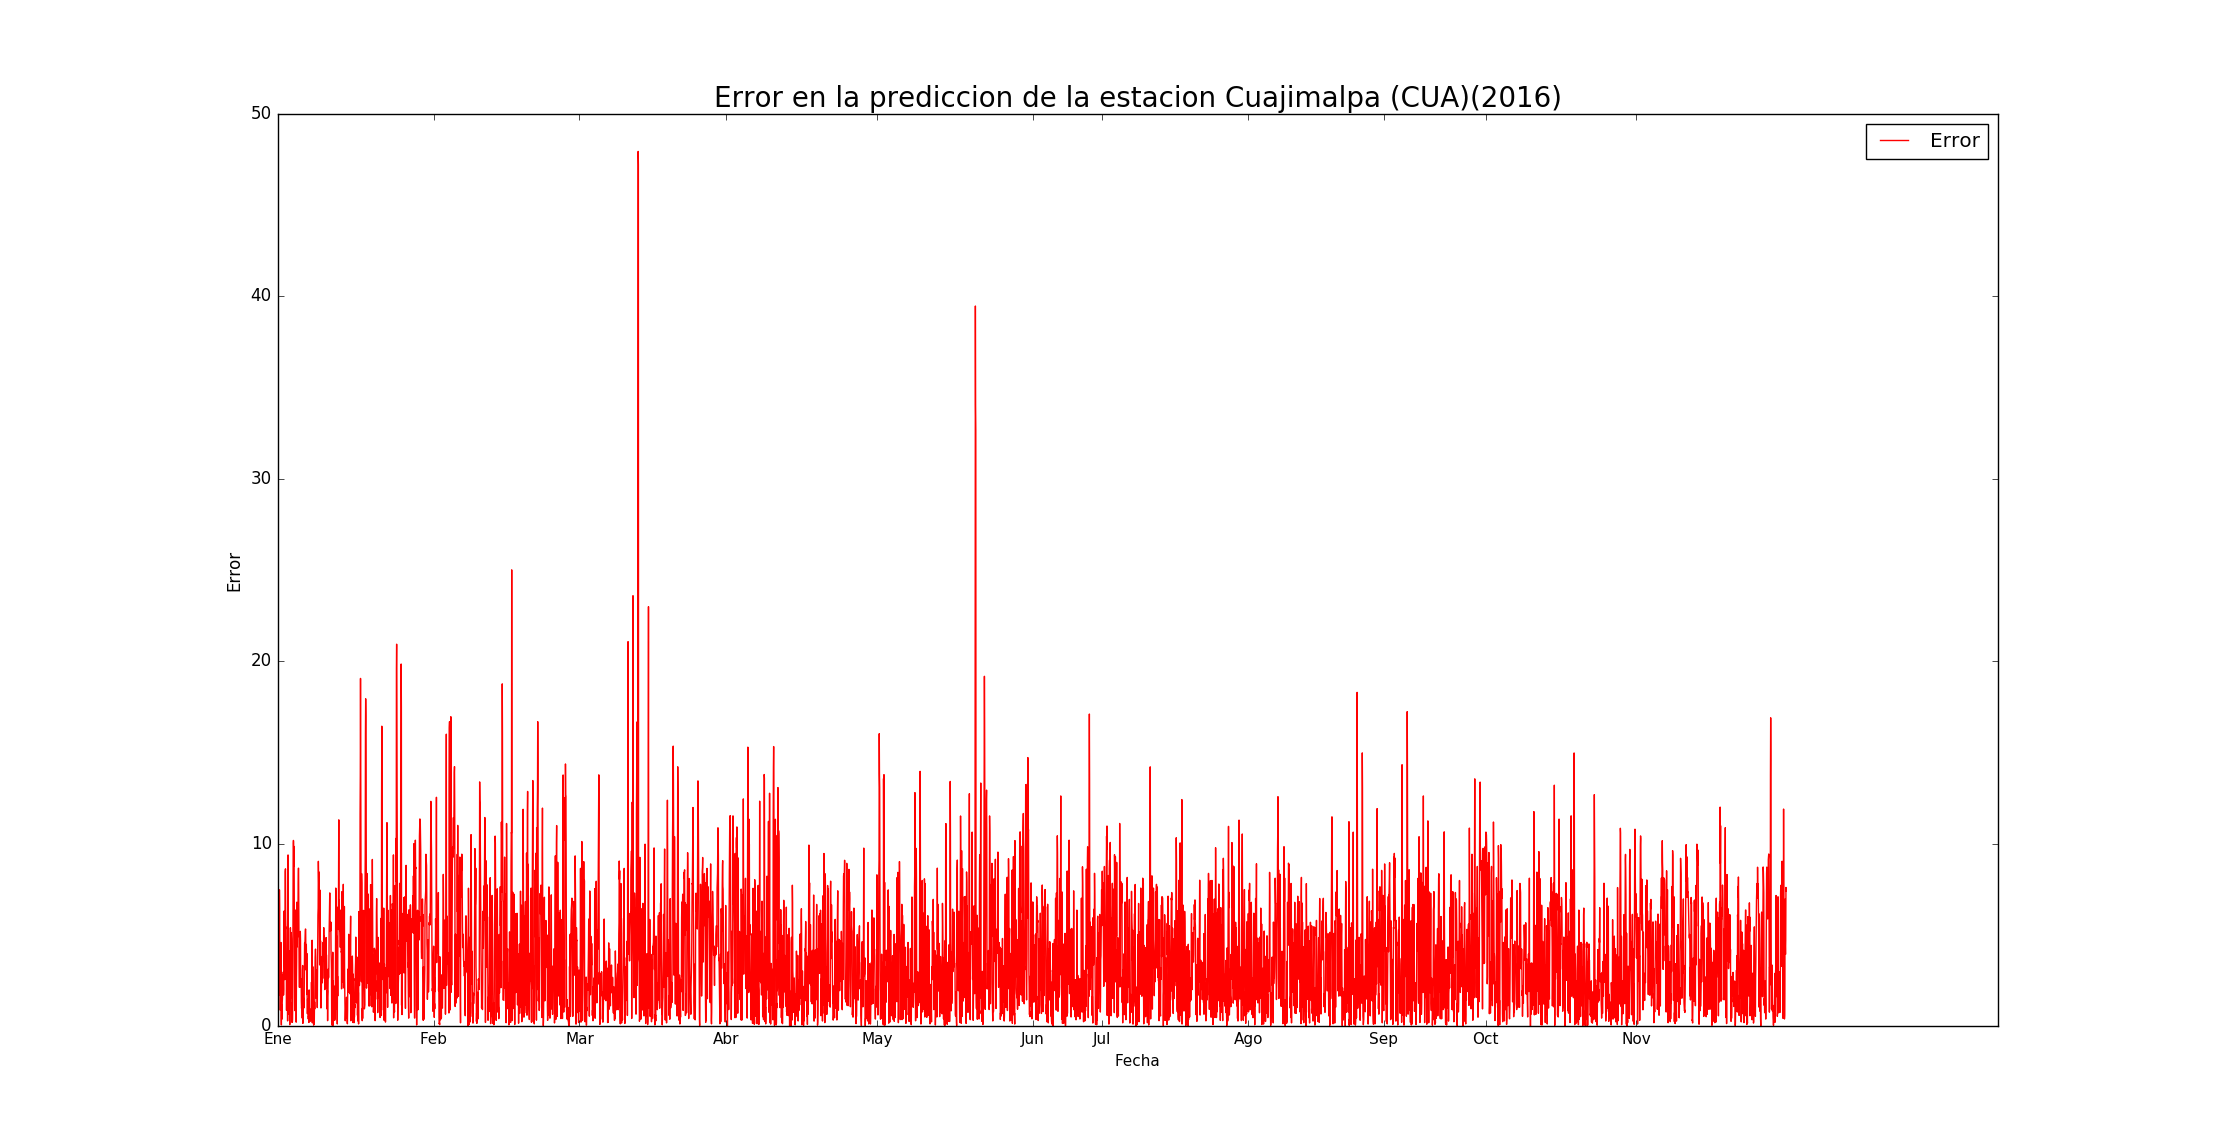 Error en la prediccion de la estacion Cuajimalpa (CUA)(2016)
50
Error
40
30
Error
20
10
0
Ene Feb Mar Abr May Jun Jul Ago Sep Oct Nov
Fecha